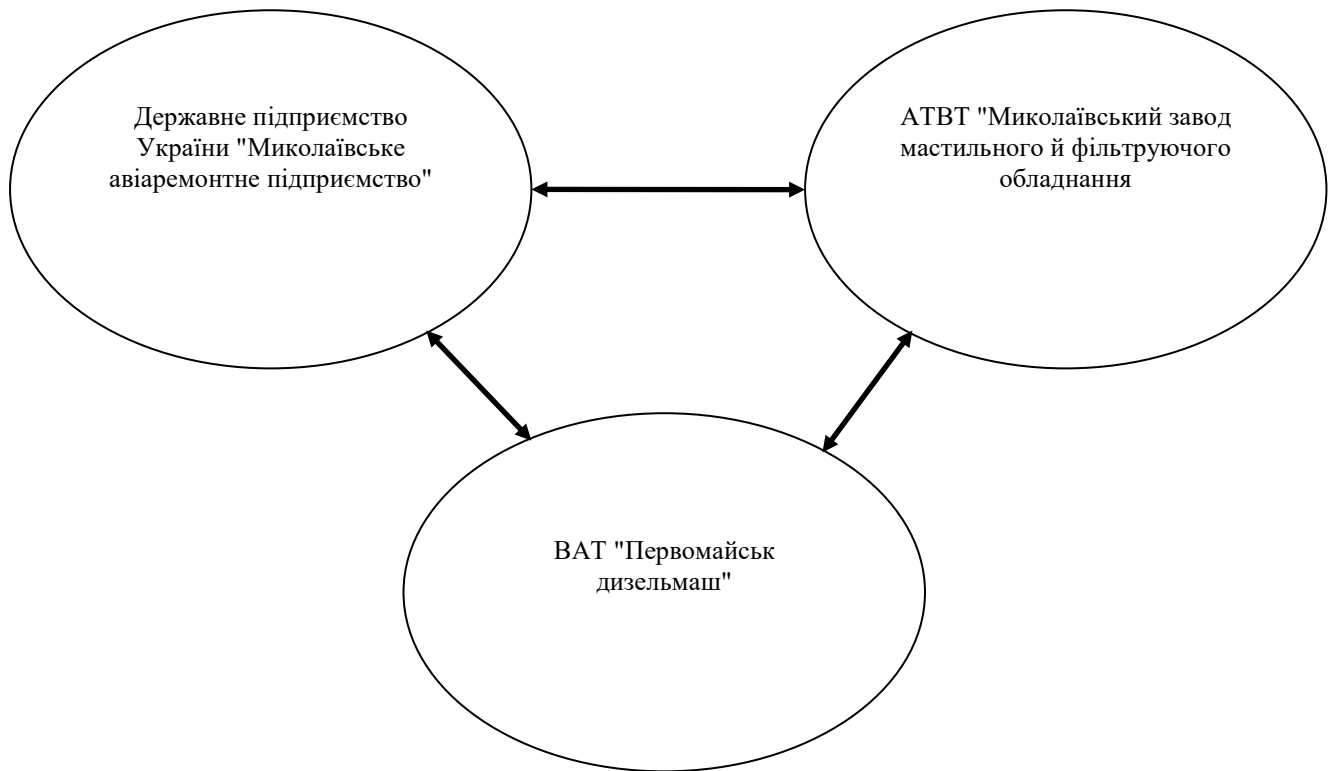 Державне підприємство
України "Миколаївське
авіаремонтне підприємство"
АТВТ "Миколаївський завод
мастильного й фільтруючого
обладнання
ВАТ "Первомайськ
дизельмаш"